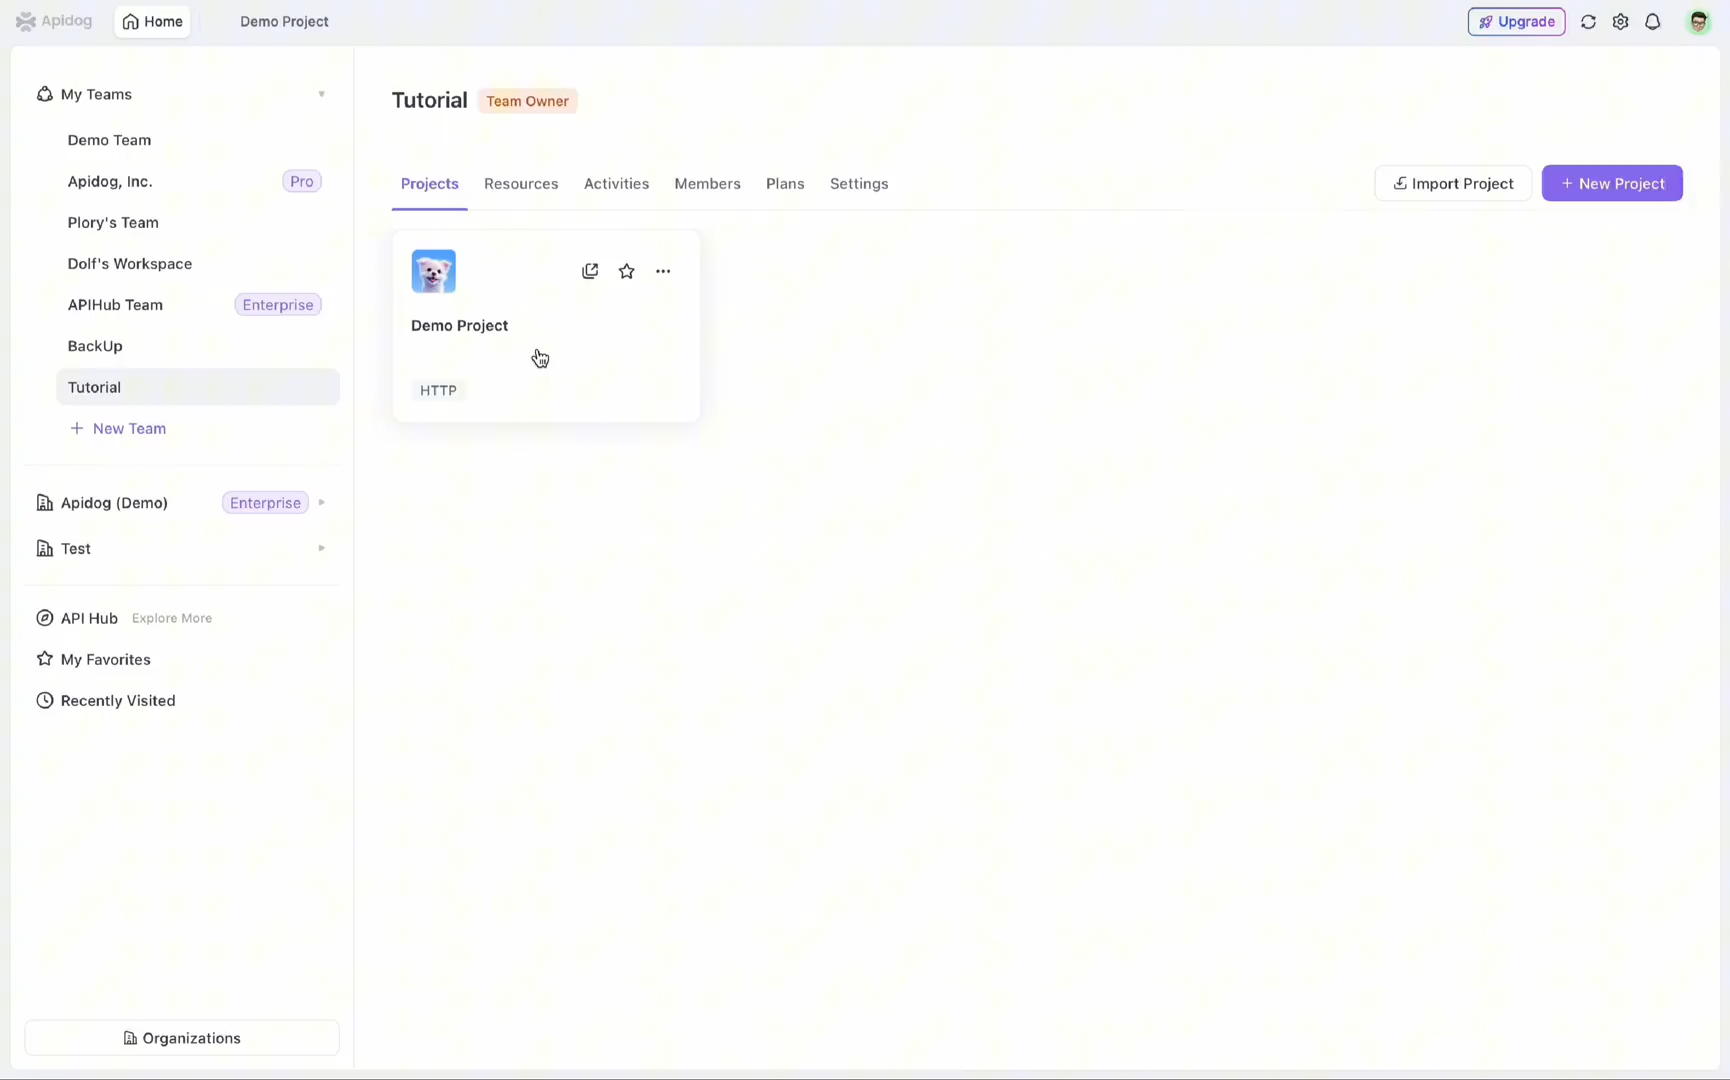 Apidog
Home
Demo Project
Upgrade
My Teams
Demo Team
Apidog, Inc. Pro
Plory's Team
Dolf's Workspace
APIHub Team Enterprise
BackUp
Tutorial
+ New Team
Apidog (Demo) Enterprise
Test
API Hub Explore More
My Favorites
Recently Visited
Organizations
Tutorial Team Owner
Projects Resources Activities Members Plans Settings
Import Project
+ New Project
Demo Project
HTTP